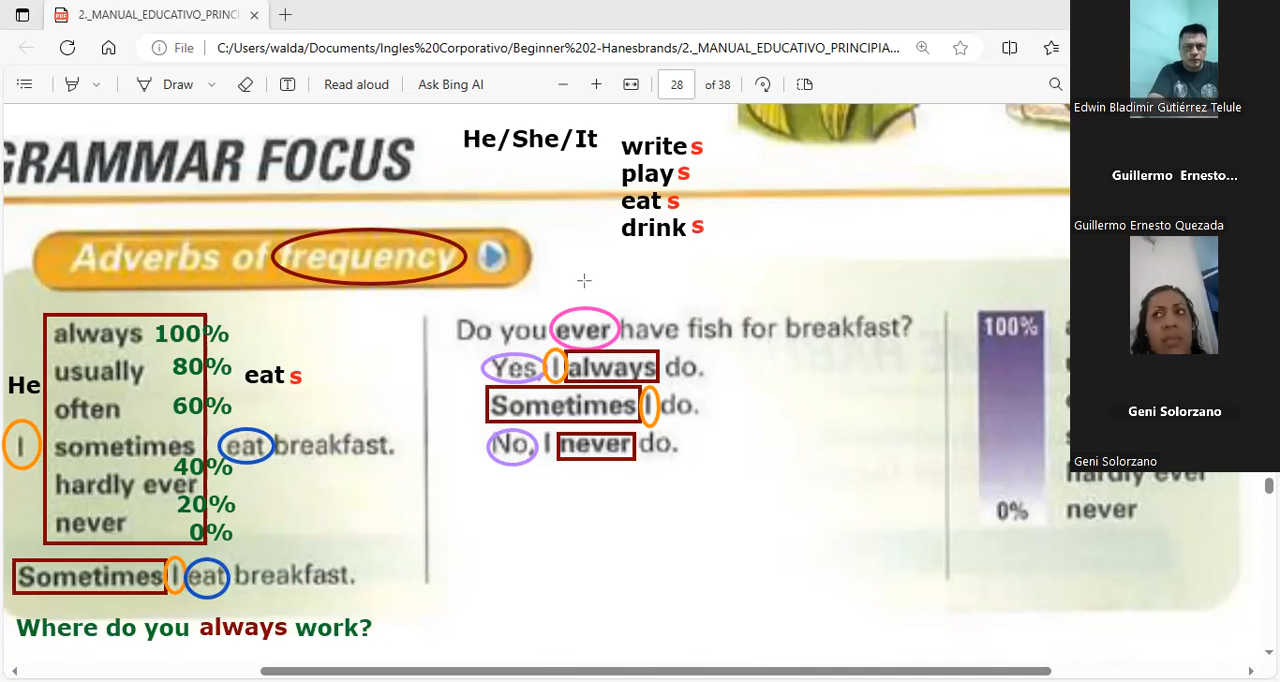 2._MANUAL_EDUCATIVO_PRINCI
File
C:/Users/walda/Documents/Ingles%20Corporativo/Beginner%202-Hanesbrands/2._MANUAL_EDUCATIVO_PRINCIPIA...
Draw
Read aloud
Ask Bing AI
28 of 38
GRAMMAR FOCUS
He/She/It
writes
plays
eats
drinks
Adverbs of frequency
always 100%
usually 80%
often 60%
sometimes 40%
hardly ever 20%
never 0%
He
eats
I
eat breakfast.
Sometimes I eat breakfast.
Where do you always work?
Do you ever have fish for breakfast?
Yes, I always do.
Sometimes I do.
No, I never do.
100%
0%
hardly ever
never
Edwin Bladimir Gutiérrez Telule
Guillermo Ernesto...
Guillermo Ernesto Quezada
Geni Solorzano
Geni Solorzano